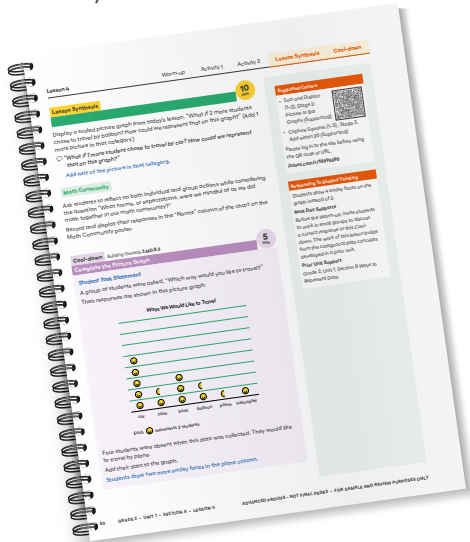 Lesson 4
Warm-up Activity 1 Activity 2 Lesson Synthesis Cool-down
Lesson Synthesis
10
min
Display a scaled picture graph from today's lesson. "What if 2 more students
chose to travel by balloon? How could we represent that on this graph?" (Add 1
more picture in that category.)
"What if 1 more student chose to travel by car? How could we represent
that on this graph?"
Add half of the picture in that category.
Math Community
Ask students to reflect on both individual and group actions while considering
the question "What norms, or expectations, were we mindful of as we did
math together in our math community?"
Record and display their responses in the "Norms" column of the chart on the
Math Community poster.
Cool-down Building Towards
5
min
Complete the Picture Graph
Student Task Statement
A group of students were asked, "Which way would you like to travel?"
Their responses are shown in this picture graph:
Ways We Would Like to Travel
car
boat
balloon
plane
helicopter
Each represents 2 students
Four students were absent when this data was collected. They would like
to travel by plane.
Add their data to the graph.
Students draw two more smiley faces in the plane column.
Suggested Centers
• Sort and Display
(1–3), Stage 3:
Picture or Bar
Graphs (Supporting)
• Capture Squares (1–3), Stage 3:
Add within 20 (Supporting)
Please log in to the site before using
the QR code or URL.
Responding To Student Thinking
Students draw 4 smiley faces on the
graph instead of 2.
Next Day Supports
Before the warm-up, invite students
to work in small groups to discuss
a correct response to this Cool-
down. The work of this lesson builds
from the categorical data concepts
developed in a prior unit.
Prior Unit Support
Grade 2, Unit 1, Section B Ways to
Represent Data
50 GRADE 3 • UNIT 1 • SECTION A • LESSON 4
ADVANCED PROOFS • NOT FINAL PAGES • FOR SAMPLE AND REVIEW PURPOSES ONLY